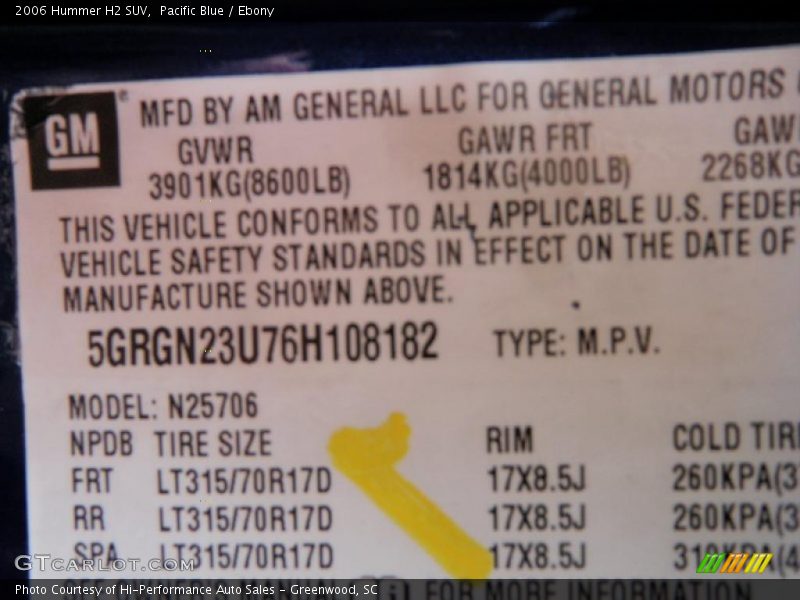 2006 Hummer H2 SUV, Pacific Blue / Ebony
GM ® MFD BY AM GENERAL LLC FOR GENERAL MOTORS
GVWR GAWR FRT GAW
3901KG(8600LB) 1814KG(4000LB) 2268KG
THIS VEHICLE CONFORMS TO ALL APPLICABLE U.S. FEDER
VEHICLE SAFETY STANDARDS IN EFFECT ON THE DATE OF
MANUFACTURE SHOWN ABOVE.
5GRGN23U76H108182 TYPE: M.P.V.
MODEL: N25706
NPDB TIRE SIZE RIM COLD TIR
FRT LT315/70R17D 17X8.5J 260KPA(3
RR LT315/70R17D 17X8.5J 260KPA(3
SPA LT315/70R17D 17X8.5J
GTCARLOT.COM
FOR MORE INFORMATION
Photo Courtesy of Hi-Performance Auto Sales - Greenwood, SC